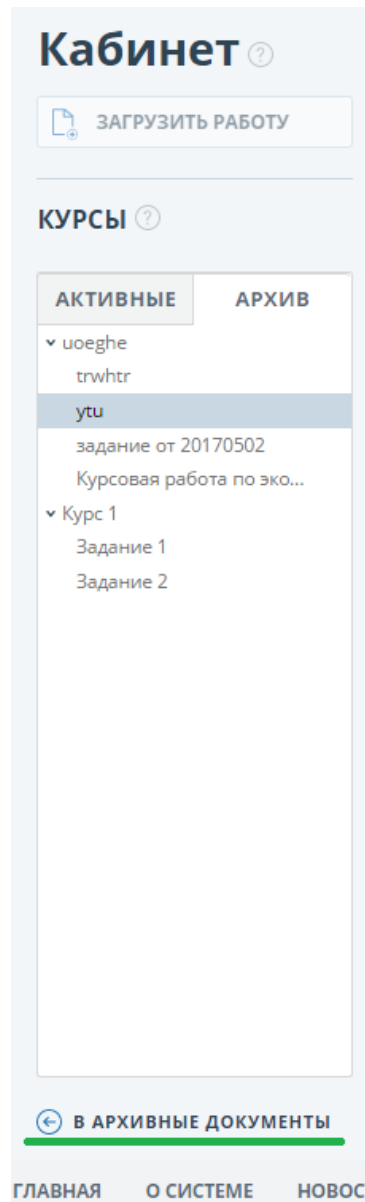 Кабинет ?
ЗАГРУЗИТЬ РАБОТУ
КУРСЫ ?
АКТИВНЫЕ АРХИВ
uoeghe
trwhtr
ytu
задание от 20170502
Курсовая работа по эко...
Курс 1
Задание 1
Задание 2
В АРХИВНЫЕ ДОКУМЕНТЫ
ГЛАВНАЯ О СИСТЕМЕ НОВОС